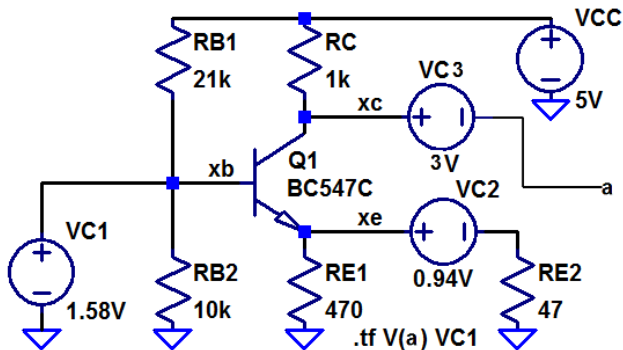 RB1
21k
RC
1k
VCC
5V
VC3
3V
xc
a
xb
Q1
BC547C
xe
VC2
0.94V
VC1
1.58V
RB2
10k
RE1
470
RE2
47
.tf V(a) VC1